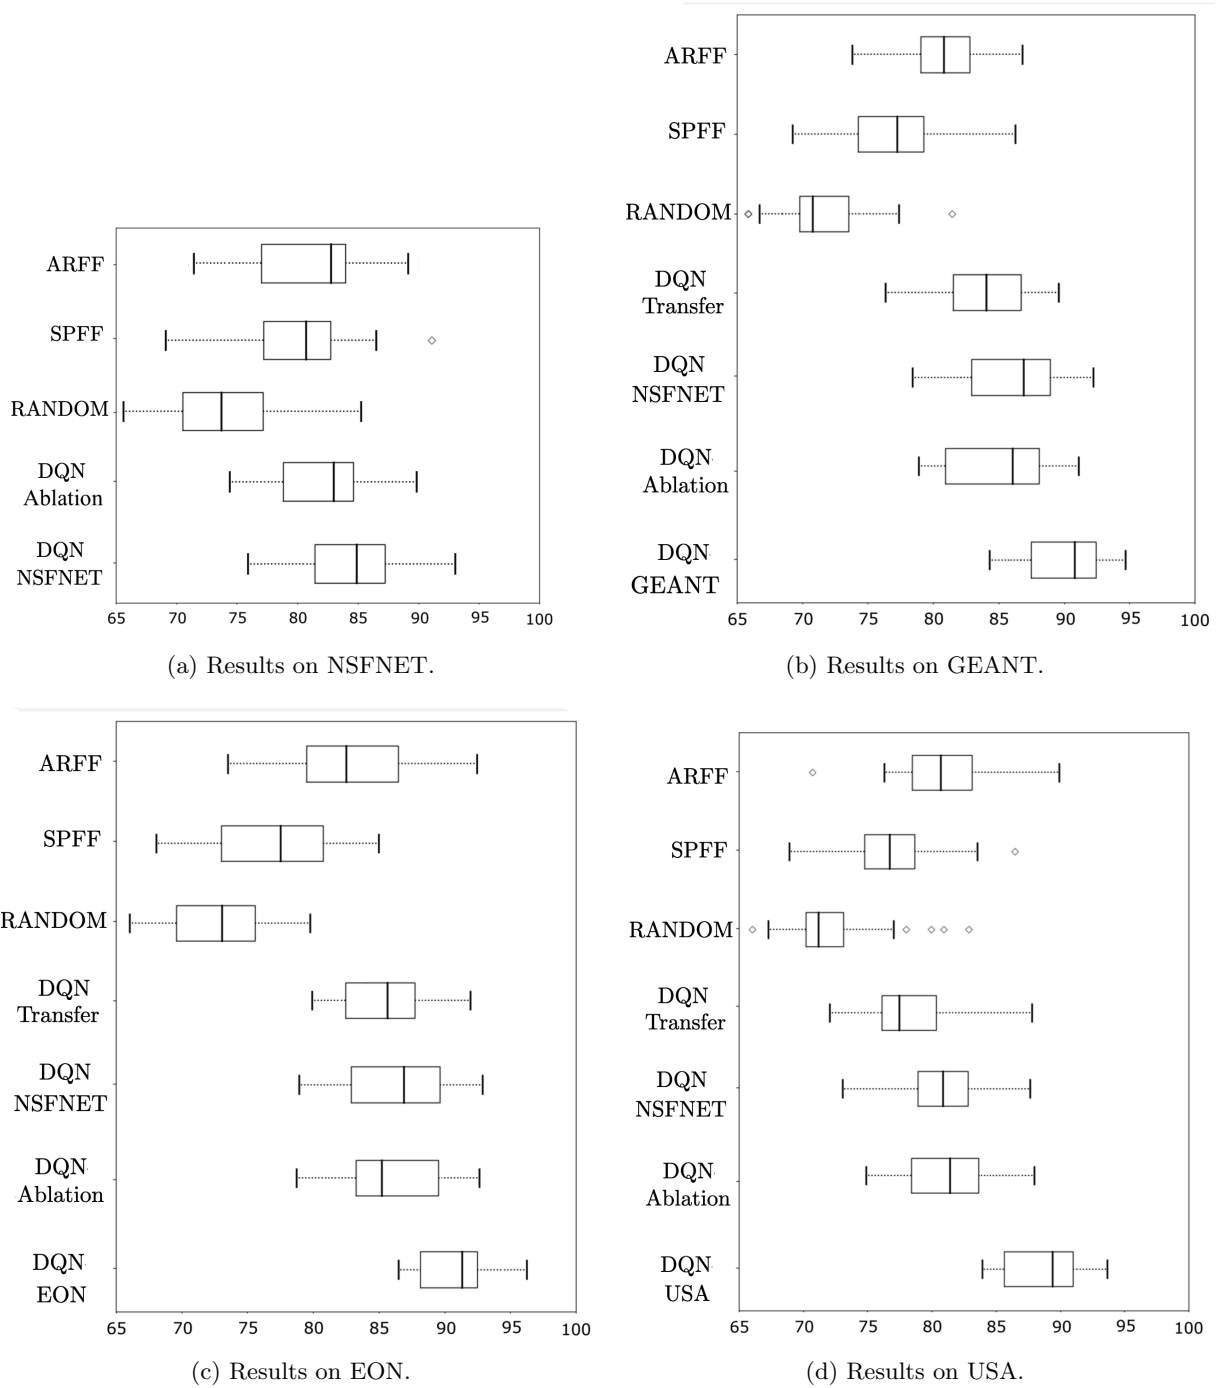 ARFF
SPFF
RANDOM
DQN
Ablation
DQN
NSFNET
65 70 75 80 85 90 95 100
(a) Results on NSFNET.
ARFF
SPFF
RANDOM
DQN
Transfer
DQN
NSFNET
DQN
Ablation
DQN
GEANT
65 70 75 80 85 90 95 100
(b) Results on GEANT.
ARFF
SPFF
RANDOM
DQN
Transfer
DQN
NSFNET
DQN
Ablation
DQN
EON
65 70 75 80 85 90 95 100
(c) Results on EON.
ARFF
SPFF
RANDOM
DQN
Transfer
DQN
NSFNET
DQN
Ablation
DQN
USA
65 70 75 80 85 90 95 100
(d) Results on USA.